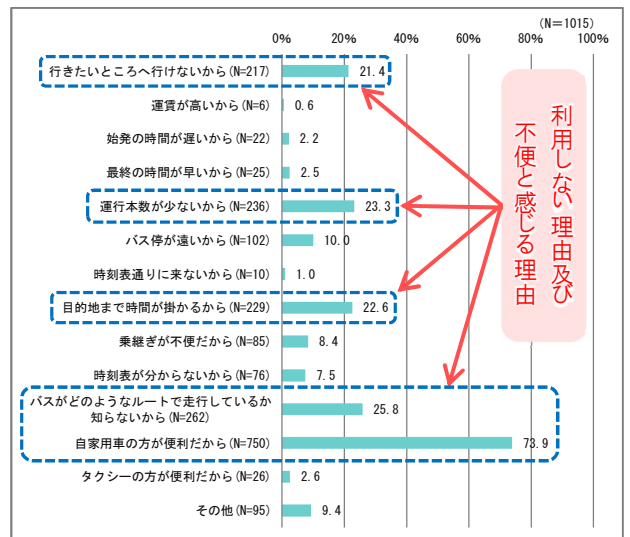 (N=1015)
0% 20% 40% 60% 80% 100%
行きたいところへ行けないから(N=217) 21.4
運賃が高いから(N=6) 0.6
始発の時間が遅いから(N=22) 2.2
最終の時間が早いから(N=25) 2.5
運行本数が少ないから(N=236) 23.3
バス停が遠いから(N=102) 10.0
時刻表通りに来ないから(N=10) 1.0
目的地まで時間が掛かるから(N=229) 22.6
乗継ぎが不便だから(N=85) 8.4
時刻表が分からないから(N=76) 7.5
バスがどのようなルートで走行しているか
知らないから(N=262) 25.8
自家用車の方が便利だから(N=750) 73.9
タクシーの方が便利だから(N=26) 2.6
その他(N=95) 9.4
利用しない理由及び
不便と感じる理由